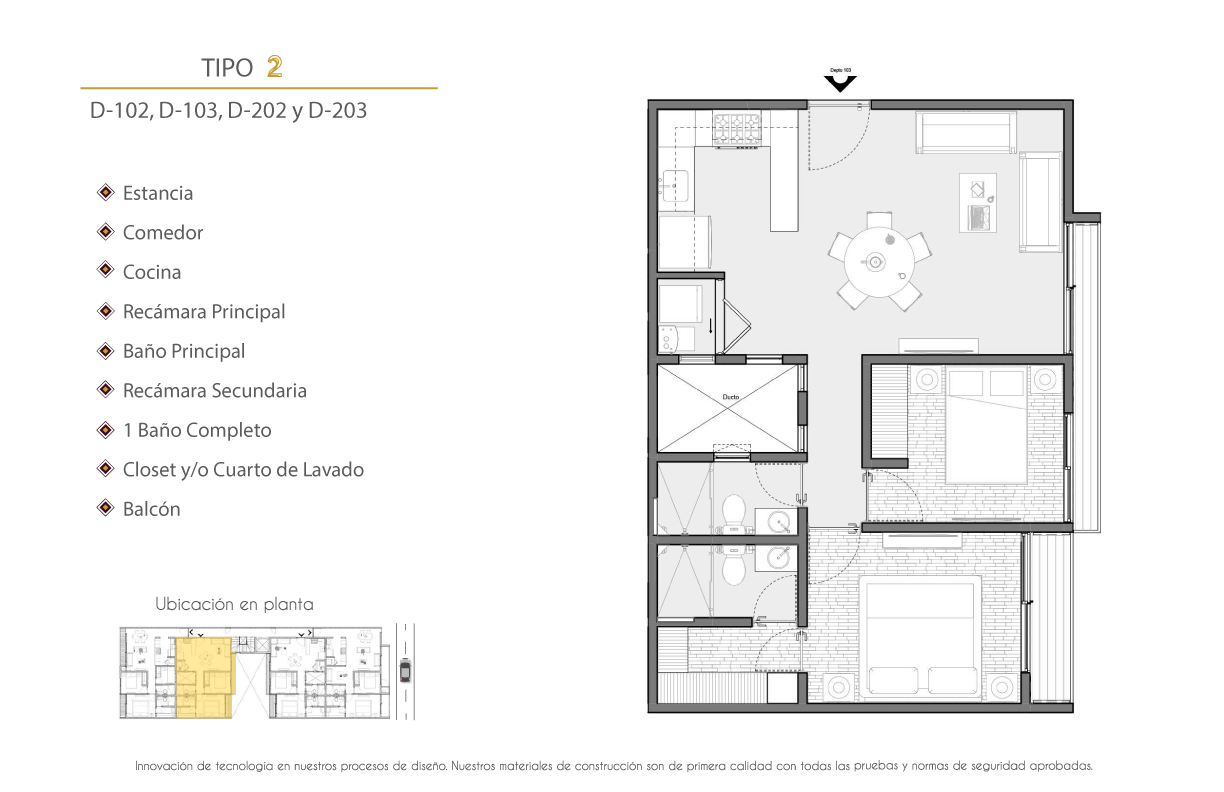 TIPO 2
D-102, D-103, D-202 y D-203
Estancia
Comedor
Cocina
Recámara Principal
Baño Principal
Recámara Secundaria
1 Baño Completo
Closet y/o Cuarto de Lavado
Balcón
Ubicación en planta
Depto 103
Ducto
Innovación de tecnología en nuestros procesos de diseño. Nuestros materiales de construcción son de primera calidad con todas las pruebas y normas de seguridad aprobadas.